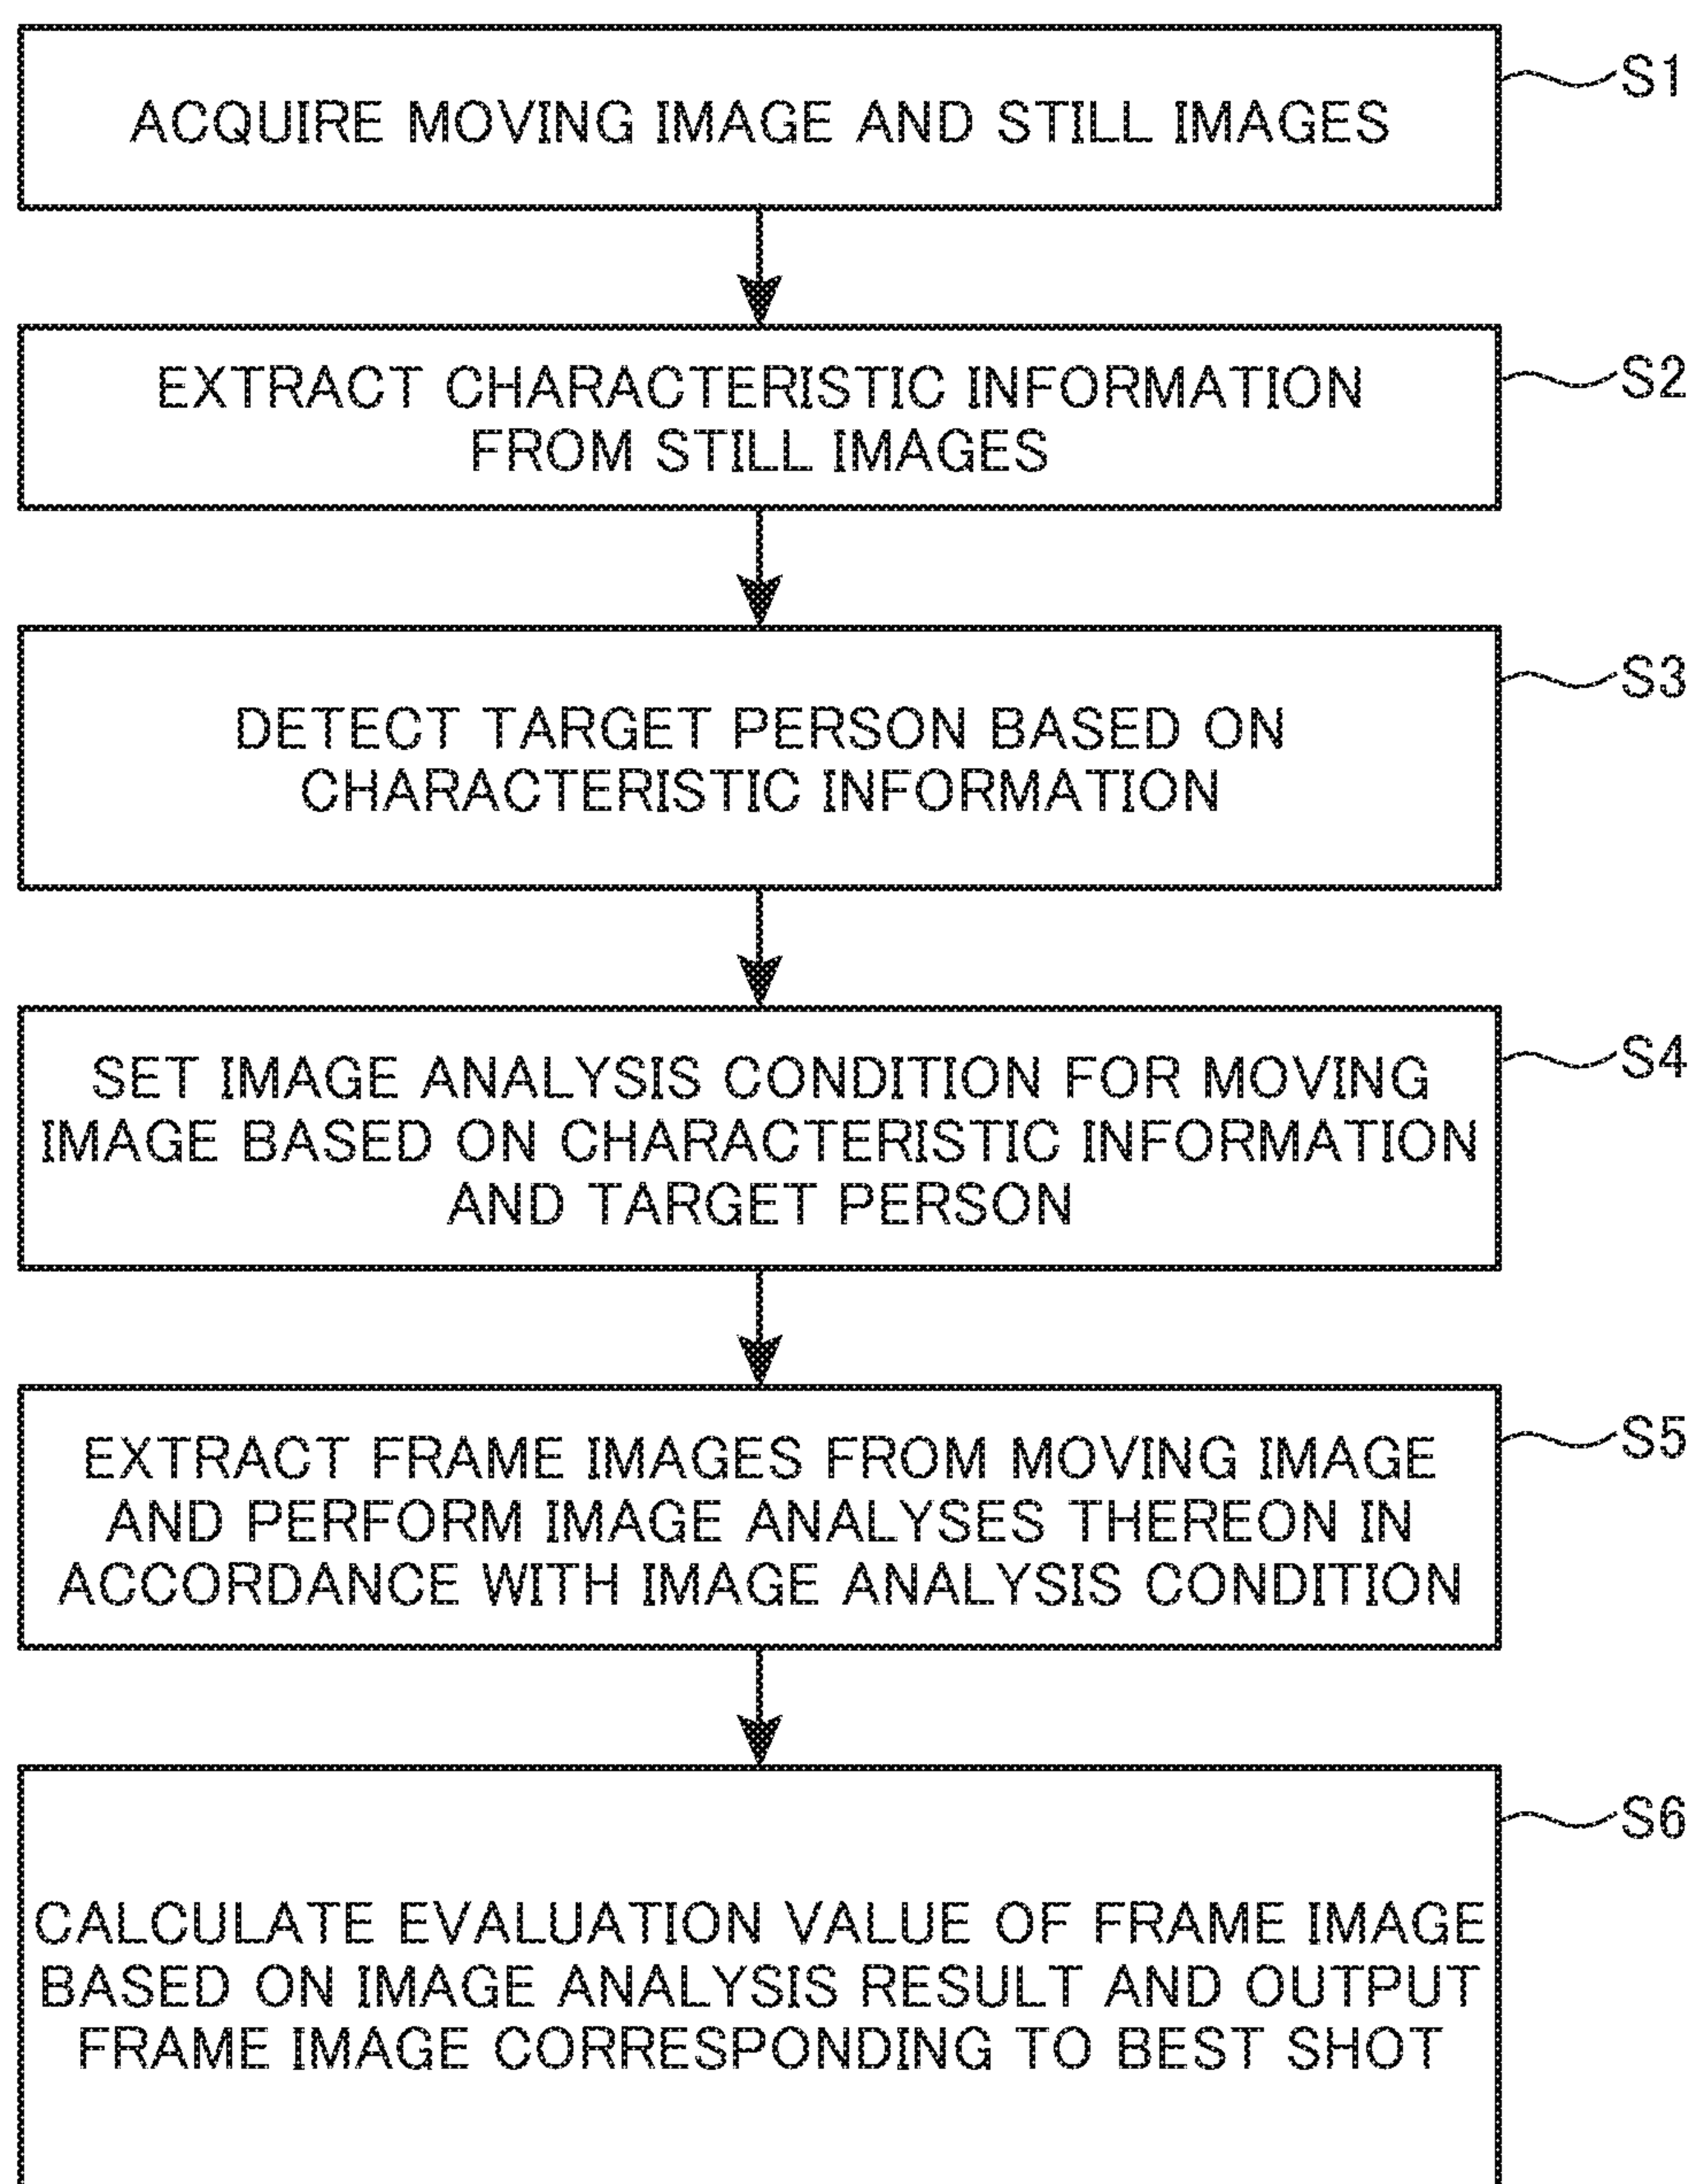 ACQUIRE MOVING IMAGE AND STILL IMAGES
S1
EXTRACT CHARACTERISTIC INFORMATION
FROM STILL IMAGES
S2
DETECT TARGET PERSON BASED ON
CHARACTERISTIC INFORMATION
S3
SET IMAGE ANALYSIS CONDITION FOR MOVING
IMAGE BASED ON CHARACTERISTIC INFORMATION
AND TARGET PERSON
S4
EXTRACT FRAME IMAGES FROM MOVING IMAGE
AND PERFORM IMAGE ANALYSES THEREON IN
ACCORDANCE WITH IMAGE ANALYSIS CONDITION
S5
CALCULATE EVALUATION VALUE OF FRAME IMAGE
BASED ON IMAGE ANALYSIS RESULT AND OUTPUT
FRAME IMAGE CORRESPONDING TO BEST SHOT
S6